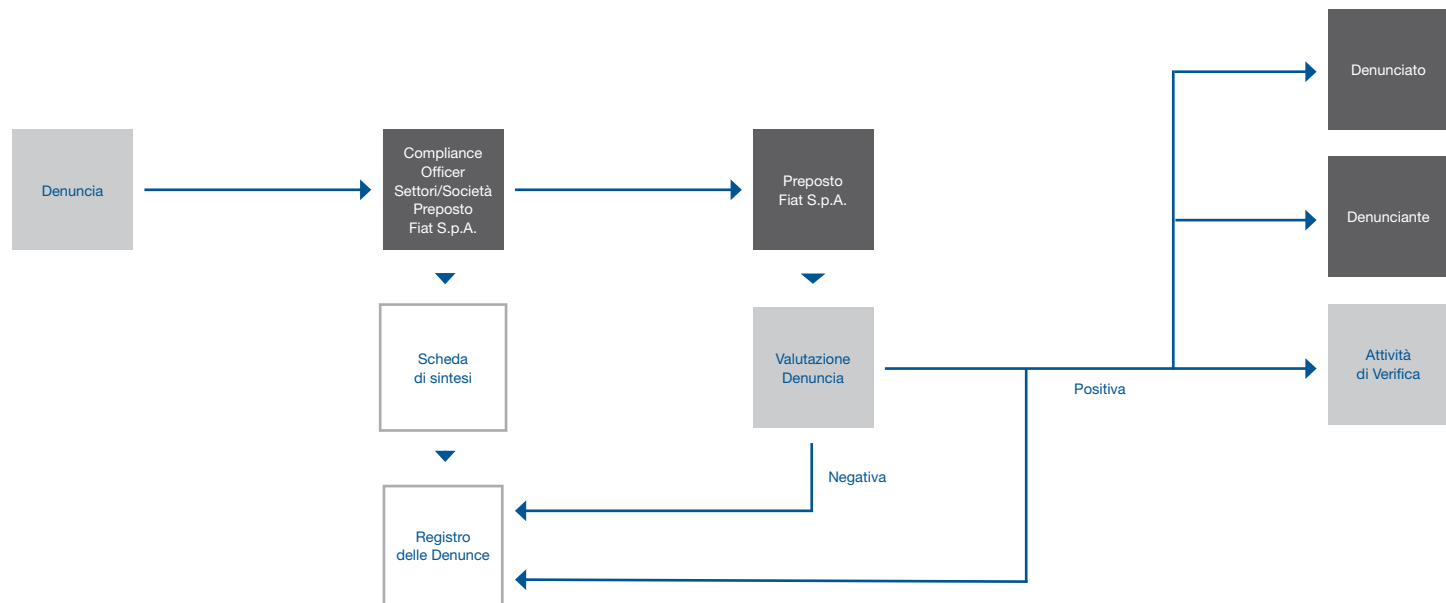 Denunciato
Compliance
Officer
Settori/Società
Preposto
Fiat S.p.A.
Denuncia
Preposto
Fiat S.p.A.
Denunciante
Scheda
di sintesi
Valutazione
Denuncia
Attività
di Verifica
Positiva
Negativa
Registro
delle Denunce